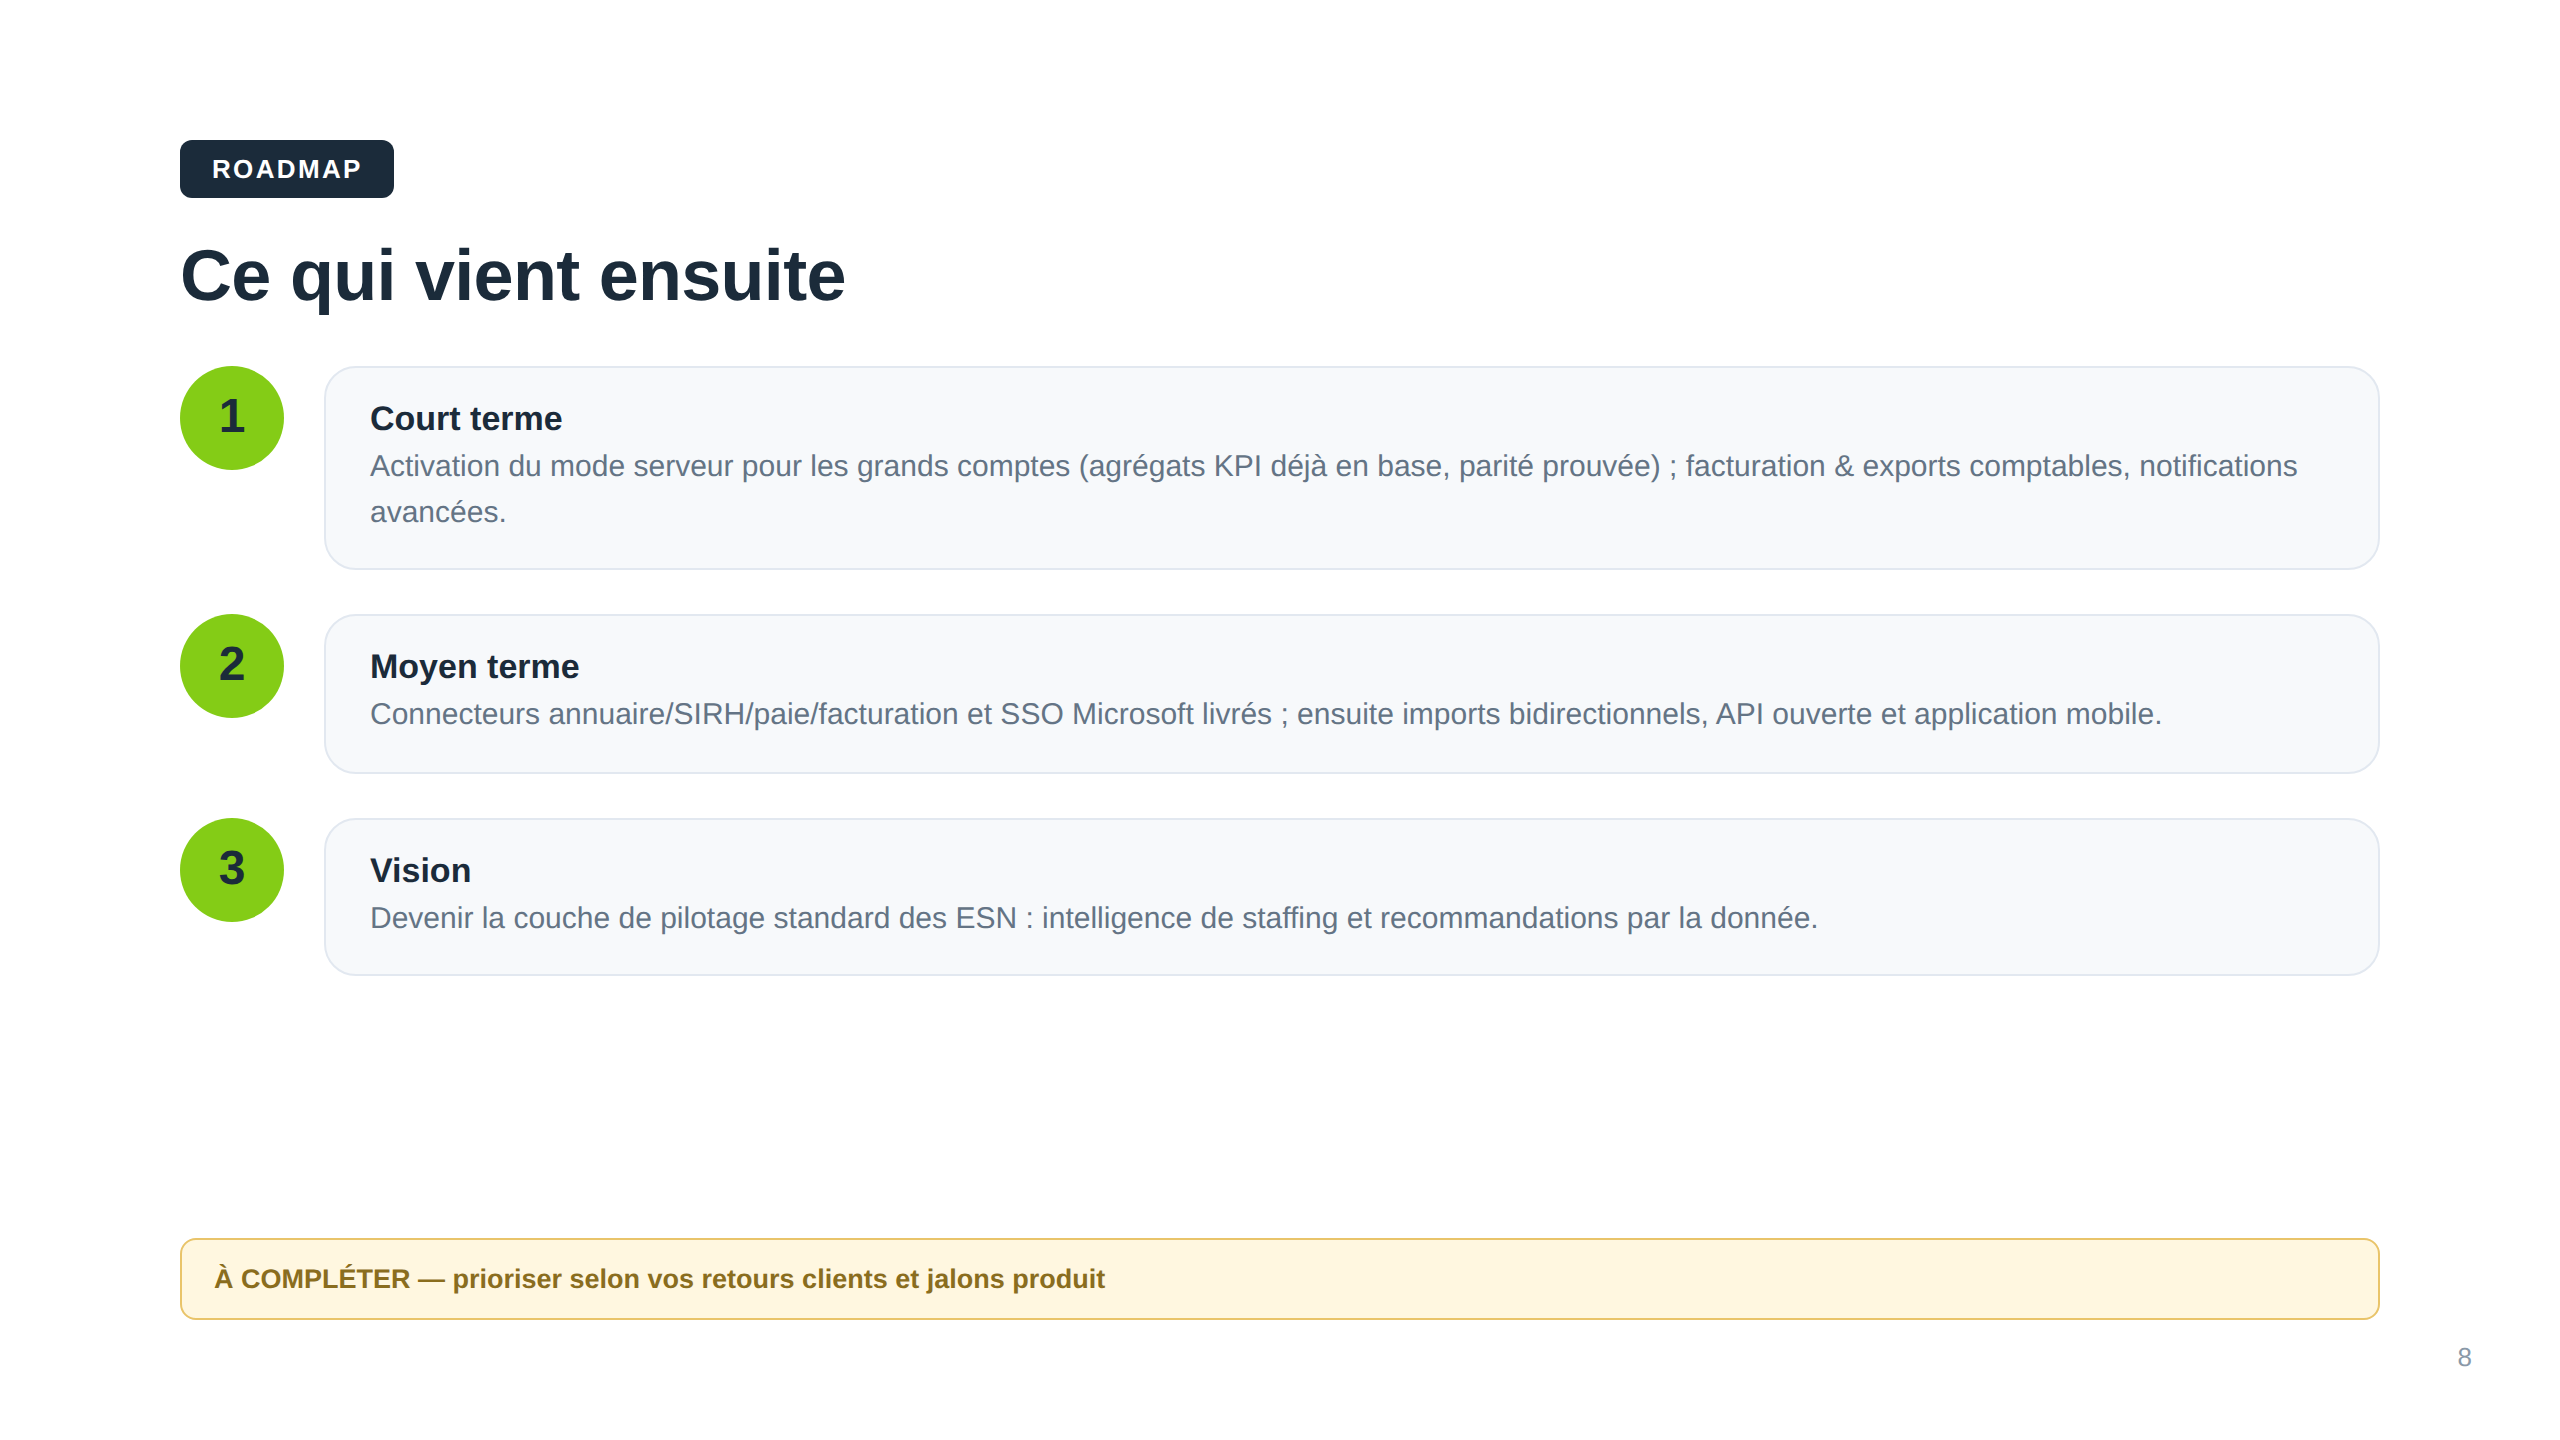 ROADMAP
Ce qui vient ensuite
1
Court terme
Activation du mode serveur pour les grands comptes (agrégats KPI déjà en base, parité prouvée) ; facturation & exports comptables, notifications
avancées.
2
Moyen terme
Connecteurs annuaire/SIRH/paie/facturation et SSO Microsoft livrés ; ensuite imports bidirectionnels, API ouverte et application mobile.
3
Vision
Devenir la couche de pilotage standard des ESN : intelligence de staffing et recommandations par la donnée.
À COMPLÉTER — prioriser selon vos retours clients et jalons produit
8